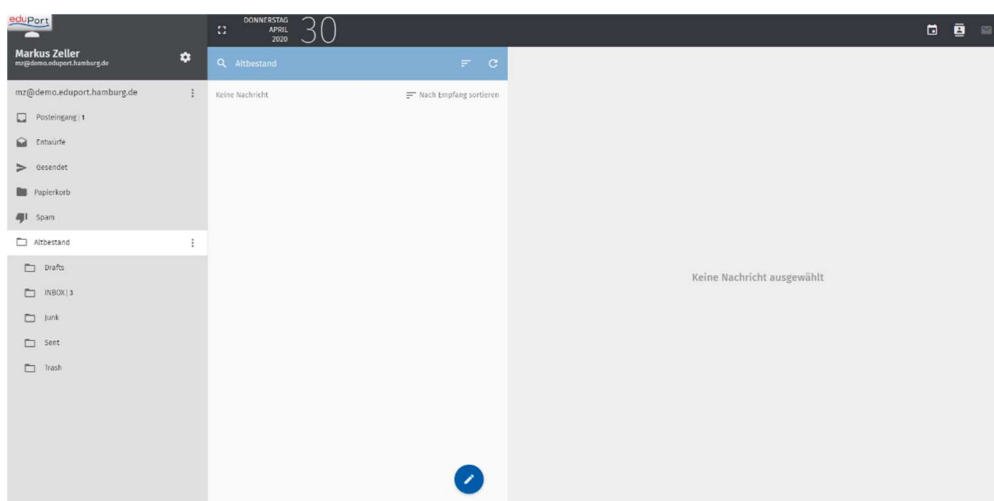 eduPort
Markus Zeller
mz@demo.eduport.hamburg.de
DONNERSTAG
APRIL
2020
30
Altbestand
mz@demo.eduport.hamburg.de
Keine Nachricht
Nach Empfang sortieren
Posteingang | 1
Entwürfe
Gesendet
Papierkorb
Spam
Altbestand
Drafts
INBOX | 3
Junk
Sent
Trash
Keine Nachricht ausgewählt